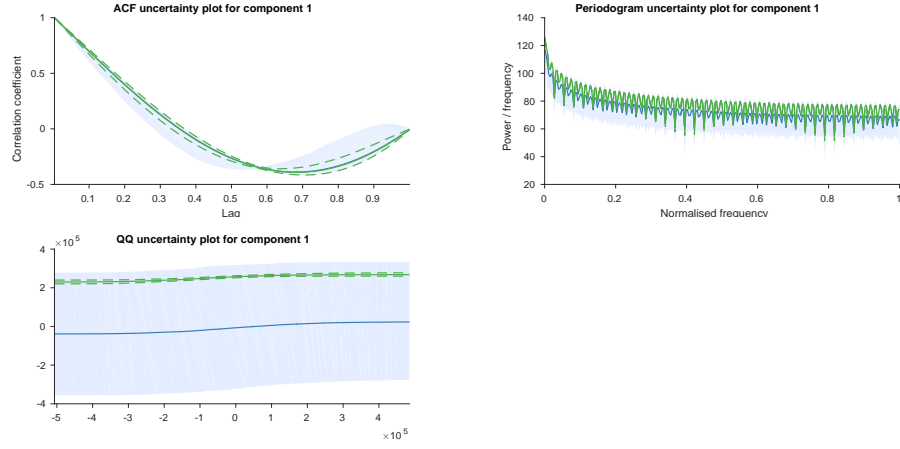 ACF uncertainty plot for component 1
1
0.5
0
-0.5
Correlation coefficient
0.1 0.2 0.3 0.4 0.5 0.6 0.7 0.8 0.9
Lag
Periodogram uncertainty plot for component 1
140
120
100
80
60
40
20
Power / frequency
0 0.2 0.4 0.6 0.8 1
Normalised frequency
QQ uncertainty plot for component 1
×10 5
4
2
0
-2
-4
-5 -4 -3 -2 -1 0 1 2 3 4
×10 5